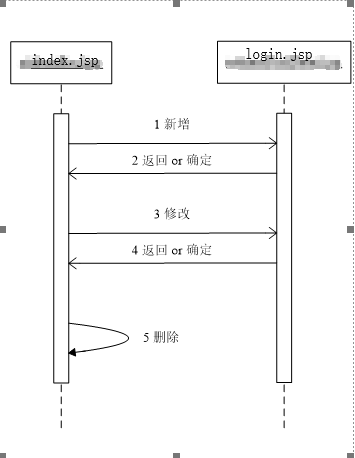 index.jsp
login.jsp
1 新增
2 返回 or 确定
3 修改
4 返回 or 确定
5 删除